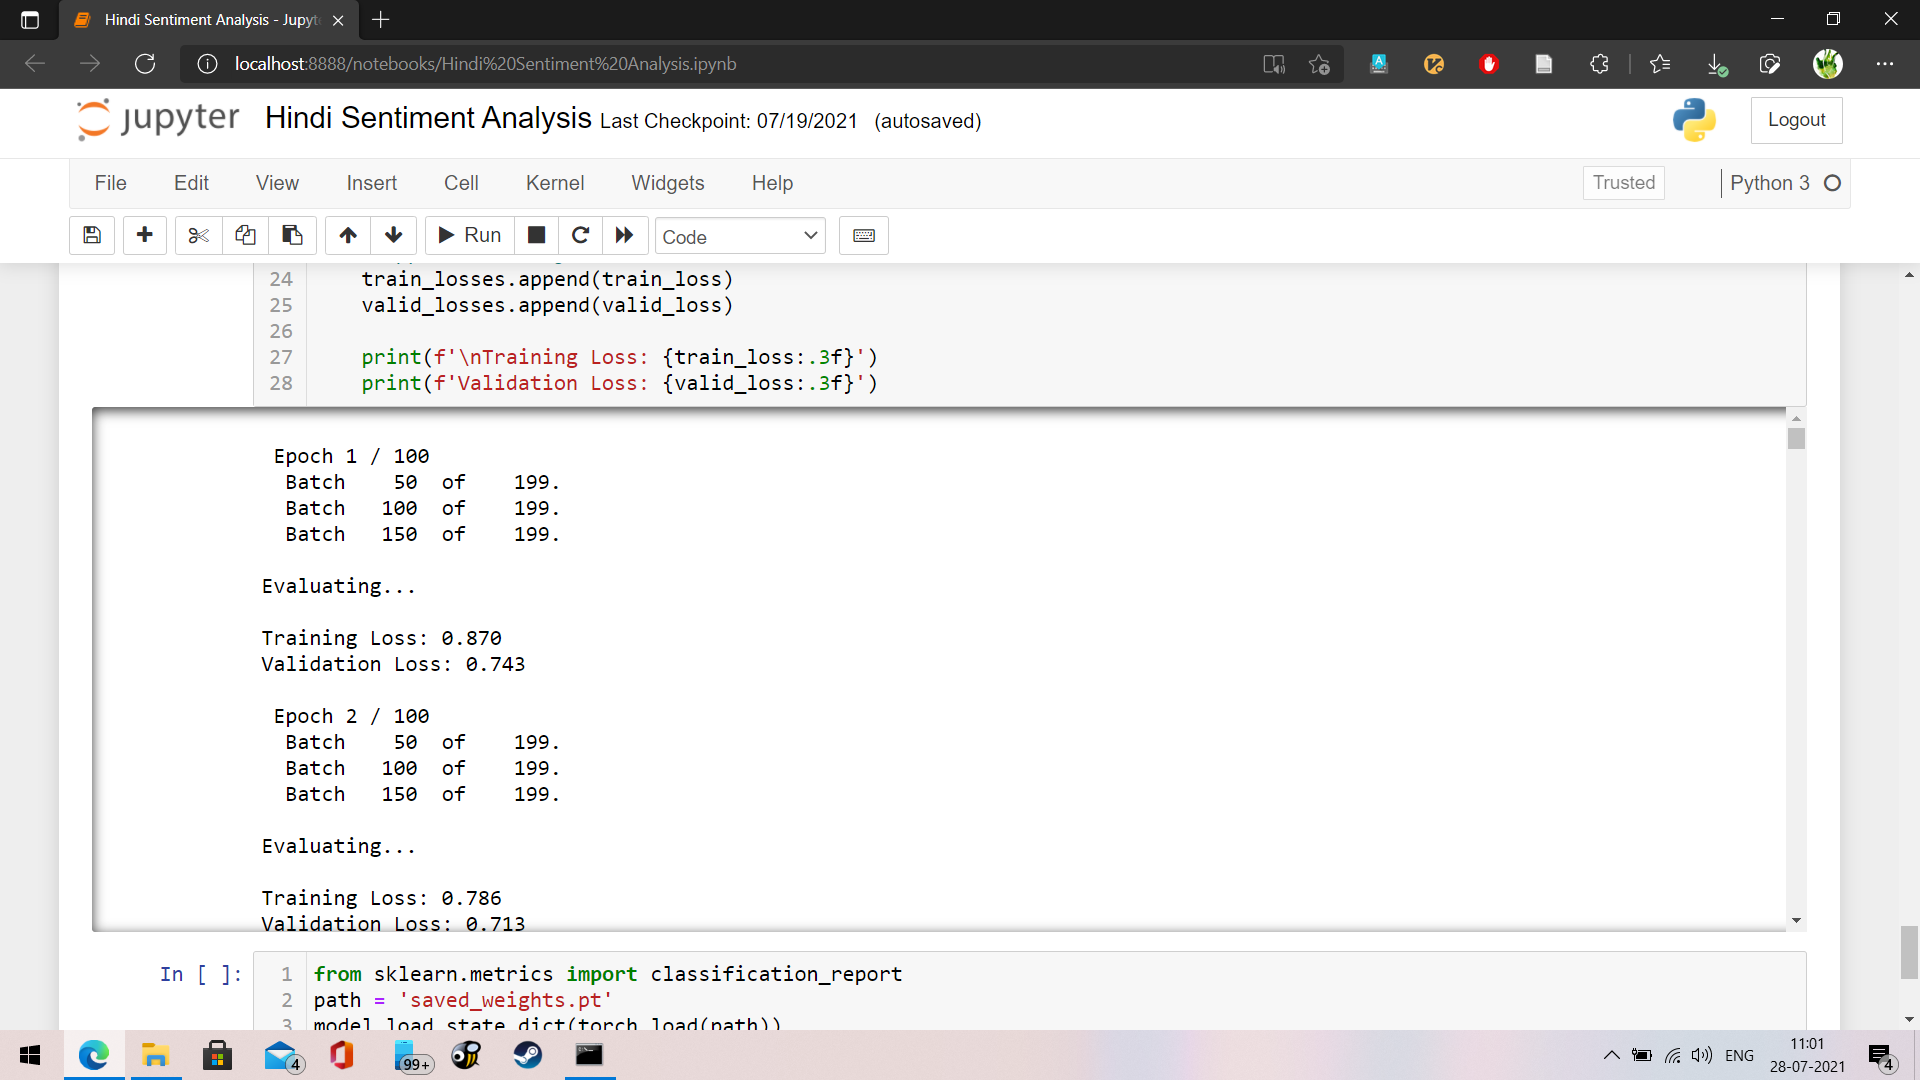 Hindi Sentiment Analysis - Jupyt
localhost:8888/notebooks/Hindi%20Sentiment%20Analysis.ipynb
jupyter Hindi Sentiment Analysis Last Checkpoint: 07/19/2021 (autosaved)
Logout
File Edit View Insert Cell Kernel Widgets Help
Trusted
Python 3
Run
Code
24 train_losses.append(train_loss)
25 valid_losses.append(valid_loss)
26
27 print(f'\nTraining Loss: {train_loss:.3f}')
28 print(f'Validation Loss: {valid_loss:.3f}')
Epoch 1 / 100
Batch 50 of 199.
Batch 100 of 199.
Batch 150 of 199.
Evaluating...
Training Loss: 0.870
Validation Loss: 0.743
Epoch 2 / 100
Batch 50 of 199.
Batch 100 of 199.
Batch 150 of 199.
Evaluating...
Training Loss: 0.786
Validation Loss: 0.713
In [ ]:
1 from sklearn.metrics import classification_report
2 path = 'saved_weights.pt'
3 model.load_state_dict(torch.load(path))
4
99+
ENG
11:01
28-07-2021
4